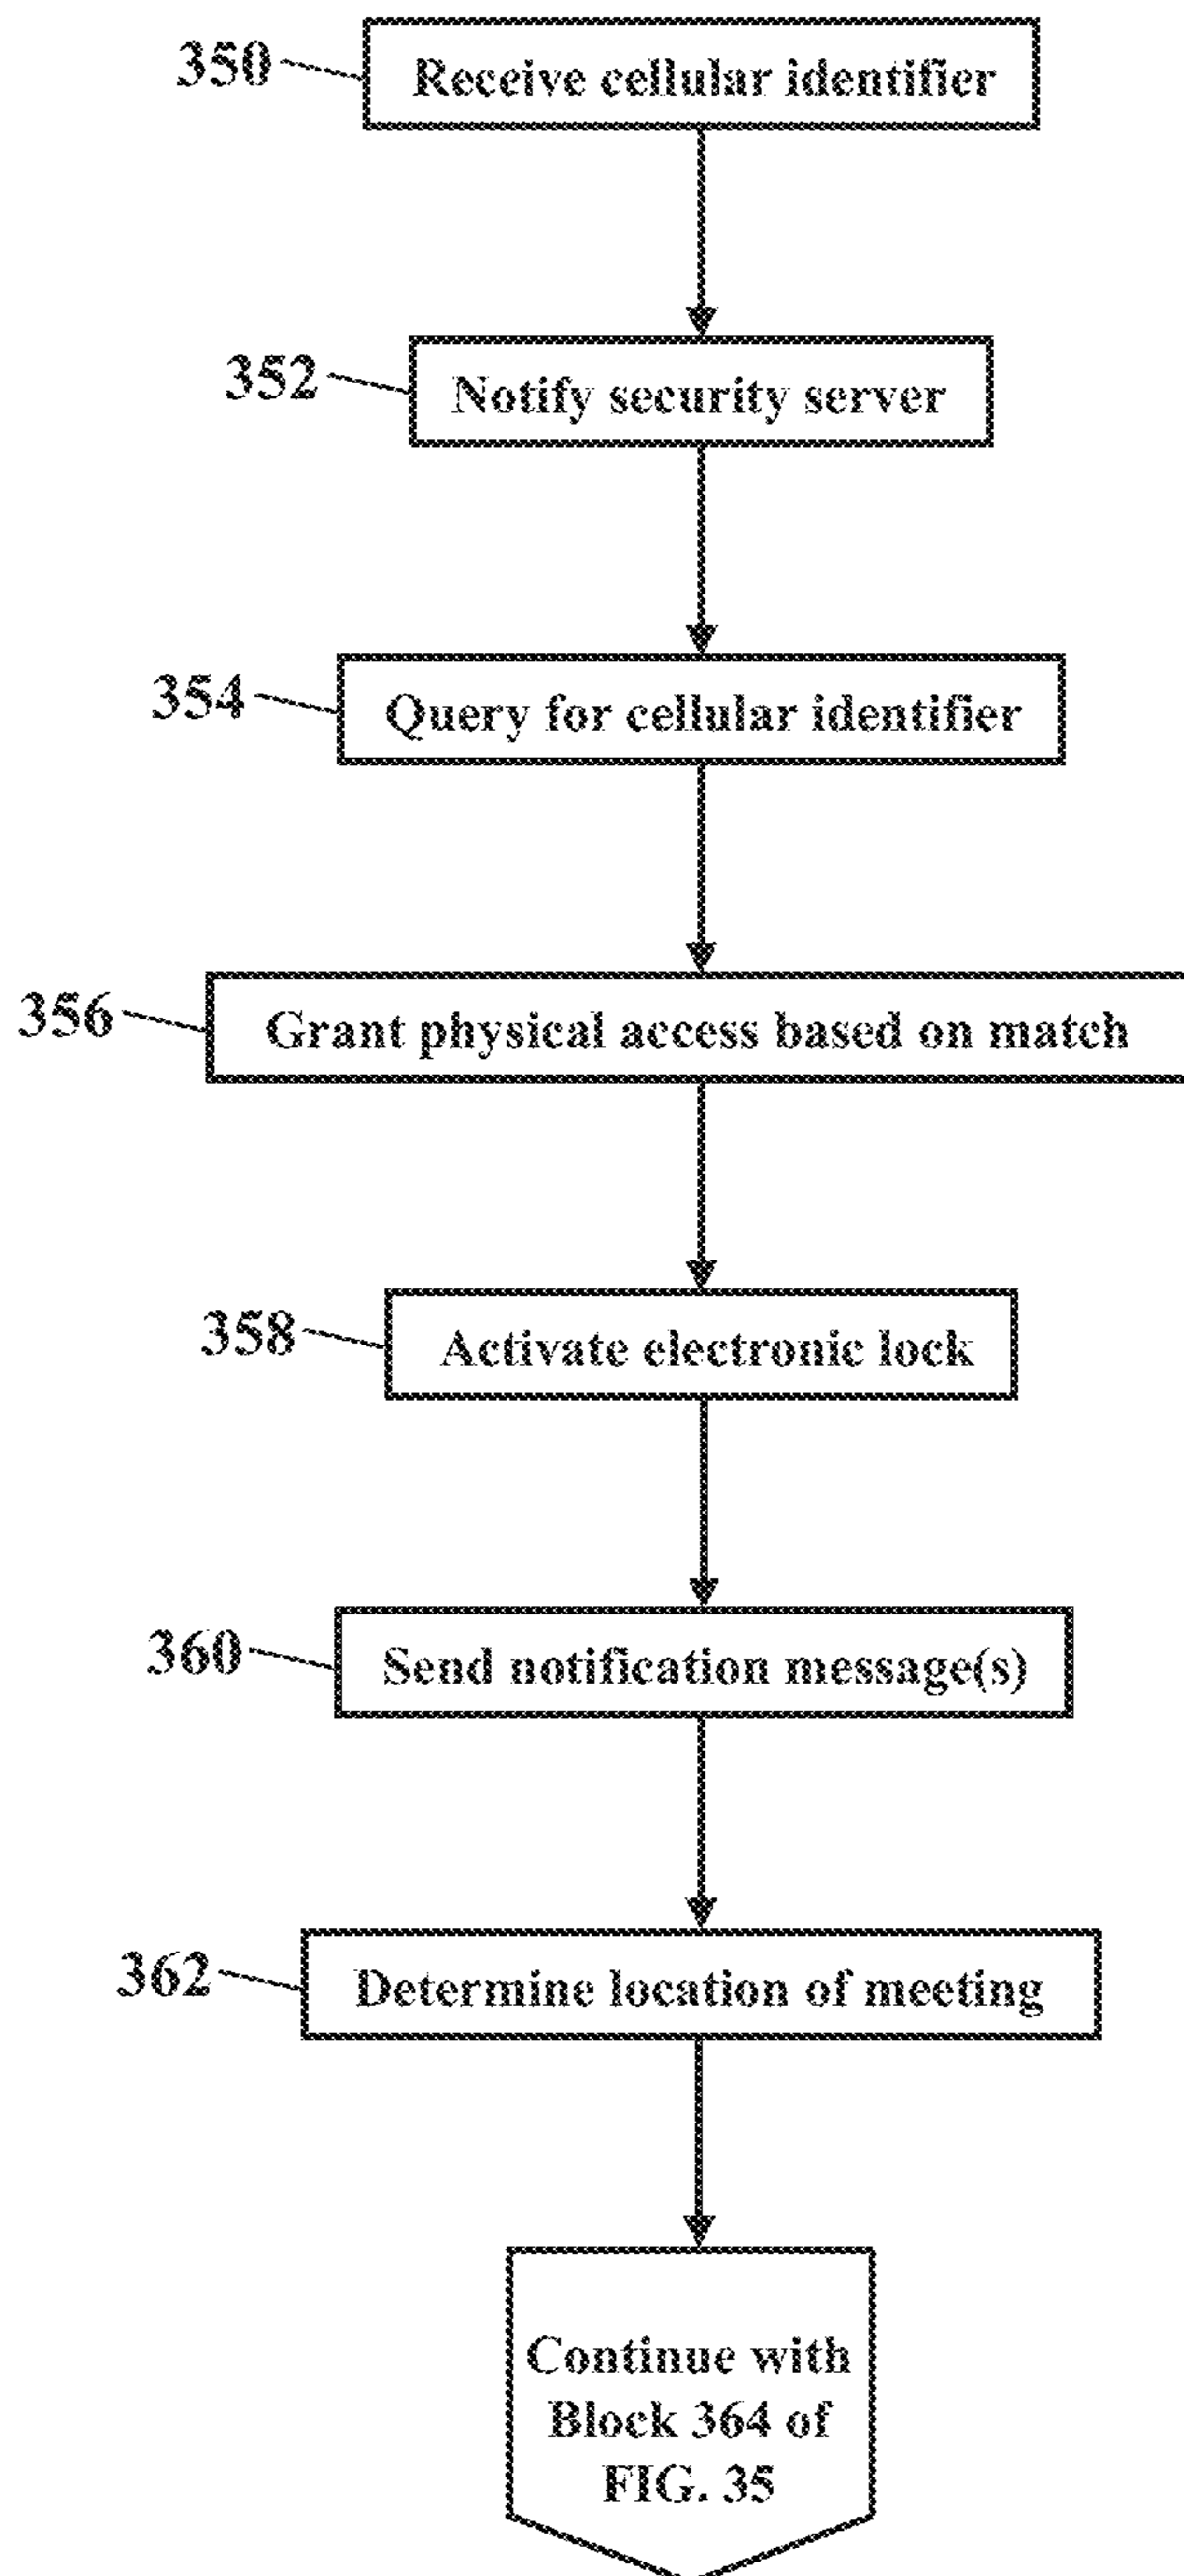 350 Receive cellular identifier
352 Notify security server
354 Query for cellular identifier
356 Grant physical access based on match
358 Activate electronic lock
360 Send notification message(s)
362 Determine location of meeting
Continue with
Block 364 of
FIG. 35